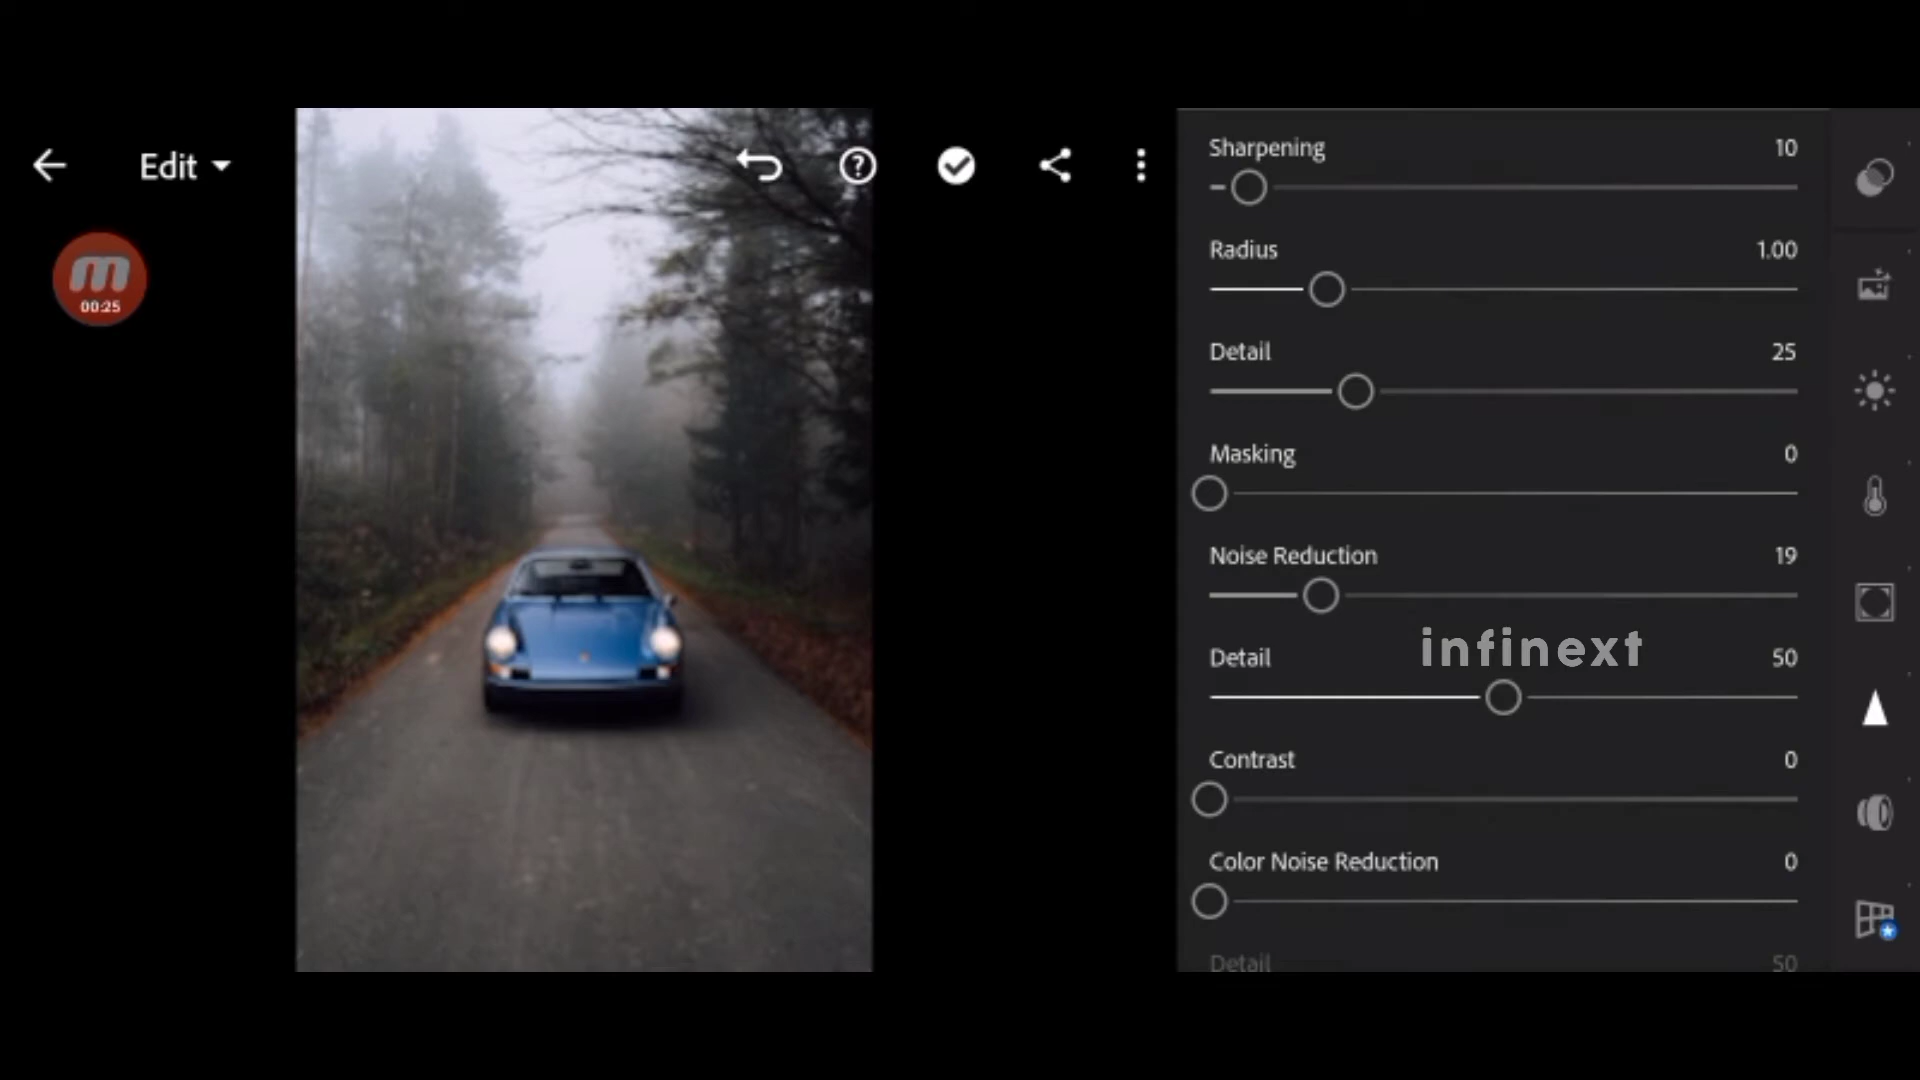 Edit
m
00:25
Sharpening 10
Radius 1.00
Detail 25
Masking 0
Noise Reduction 19
infinext
Detail 50
Contrast 0
Color Noise Reduction 0
Detail 50